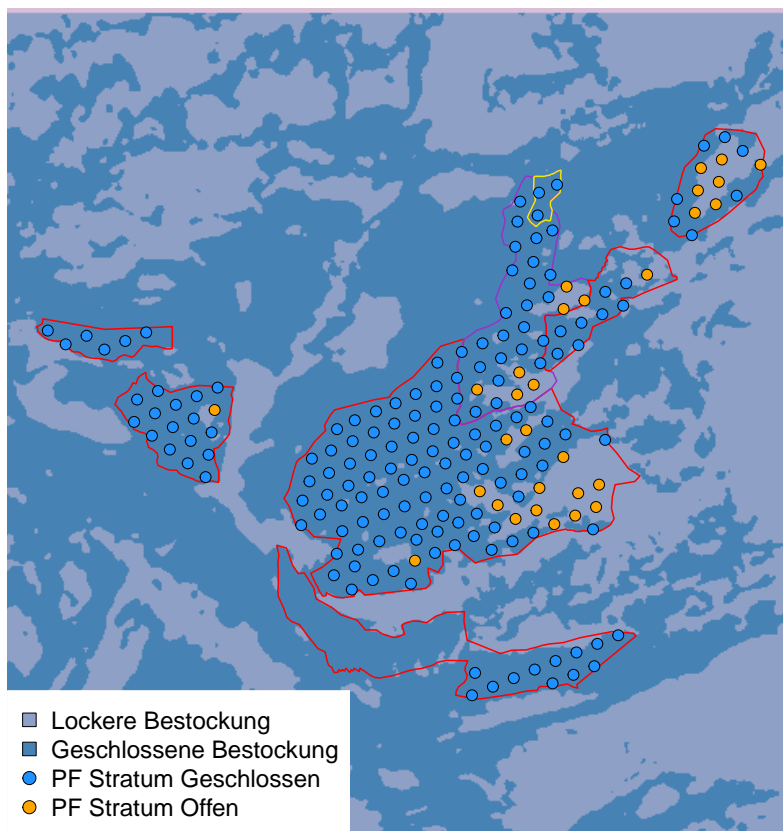 Lockere Bestockung
Geschlossene Bestockung
PF Stratum Geschlossen
PF Stratum Offen